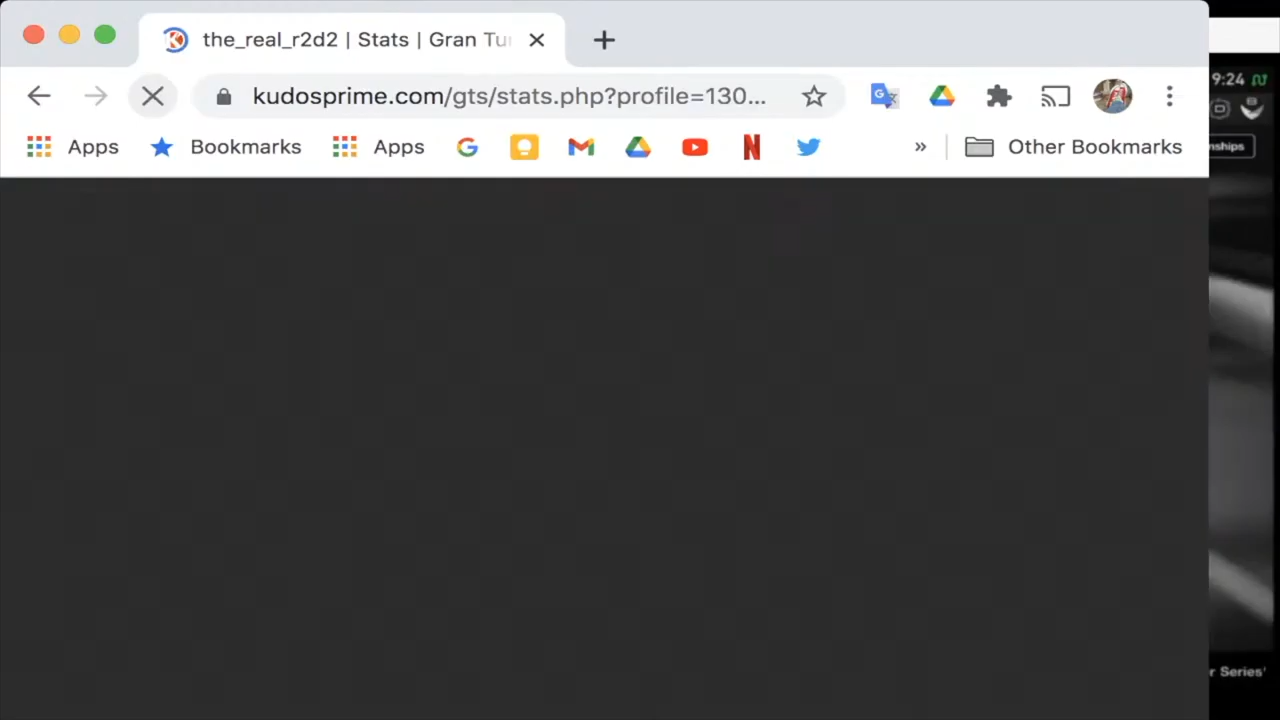 the_real_r2d2 | Stats | Gran Tu
kudosprime.com/gts/stats.php?profile=130...
9:24
Apps
Bookmarks
Apps
G
M
N
»
Other Bookmarks
nships
r Series'